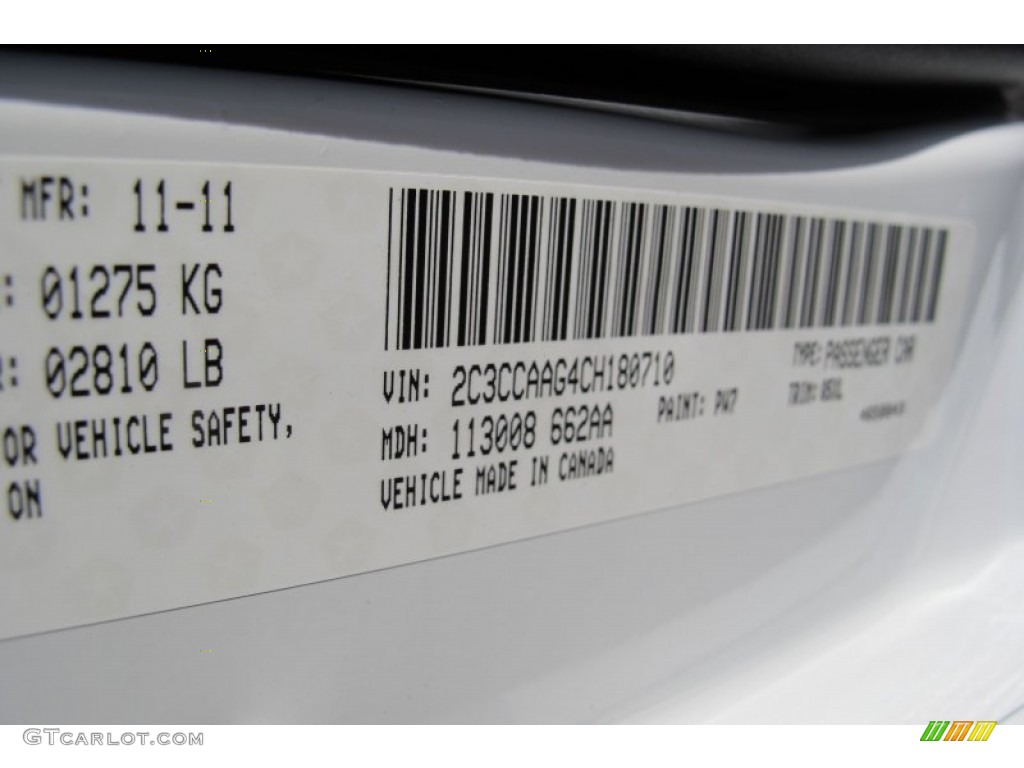 MFR: 11-11
: 01275 KG
R: 02810 LB
OR VEHICLE SAFETY,
ON
VIN: 2C3CCAAG4CH180710
TYPE: PASSENGER CAR
MDH: 113008 662AA
PAINT: PW7
TRIM:
VEHICLE MADE IN CANADA
GTCARLOT.COM